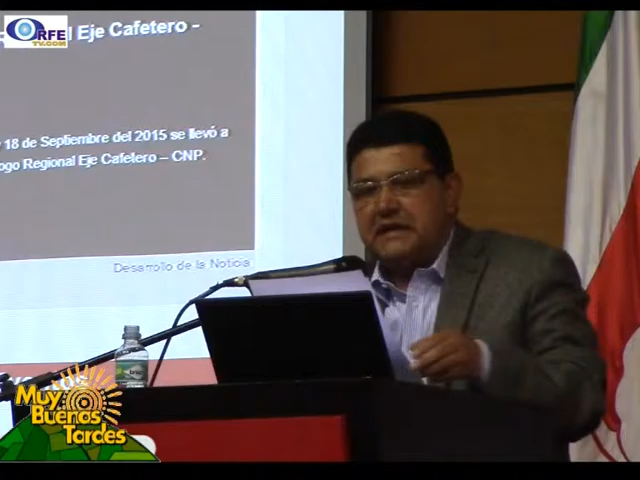 ORFE
TV.COM
l Eje Cafetero –
18 de Septiembre del 2015 se llevó a
ogo Regional Eje Cafetero – CNP.
Desarrollo de la Noticia
Muy
Buenas
Tardes